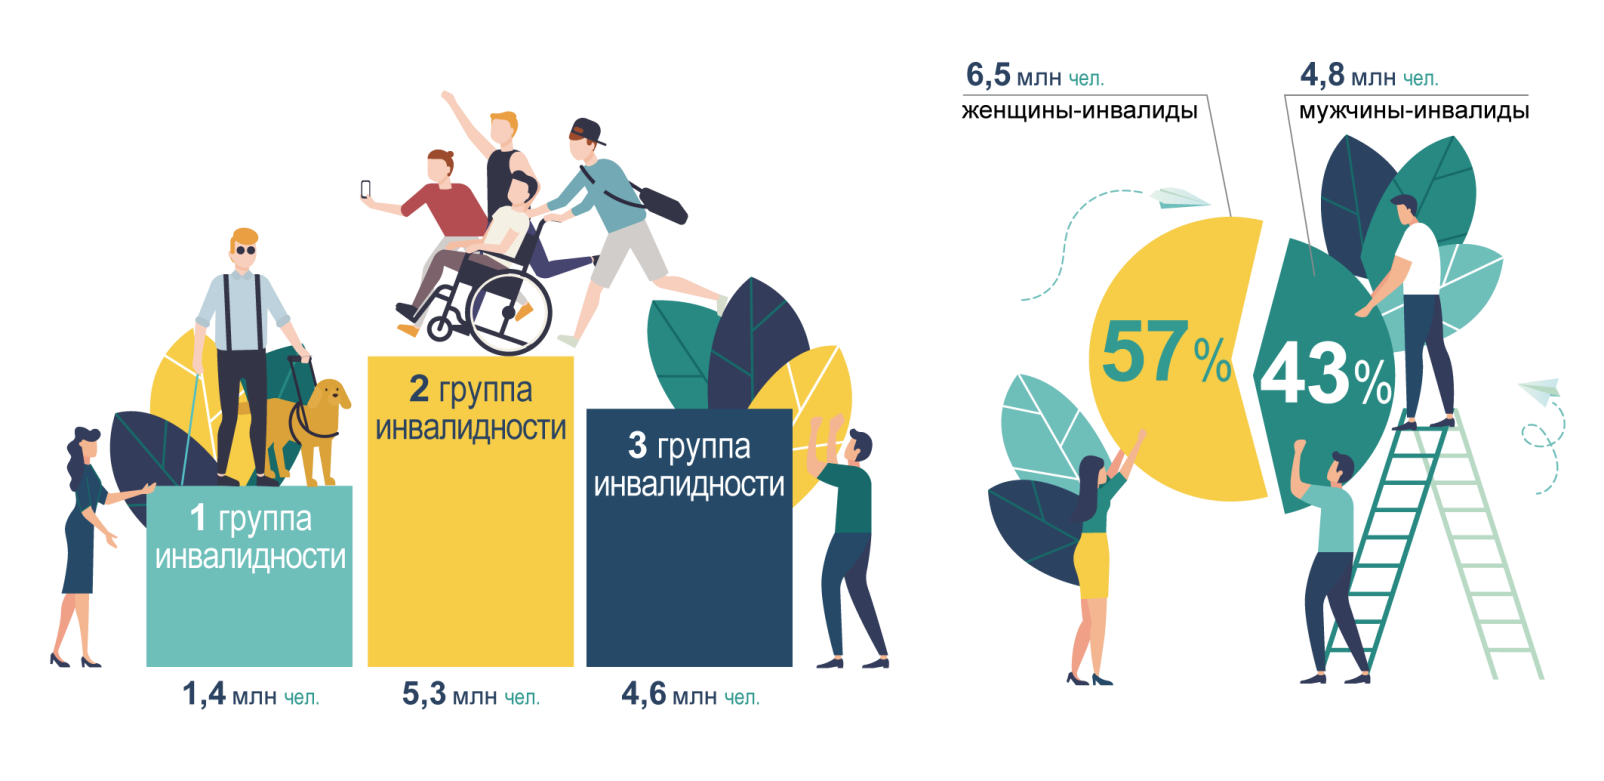 1 группа
инвалидности
1,4 млн чел.
2 группа
инвалидности
5,3 млн чел.
3 группа
инвалидности
4,6 млн чел.
6,5 млн чел.
женщины-инвалиды
57%
4,8 млн чел.
мужчины-инвалиды
43%